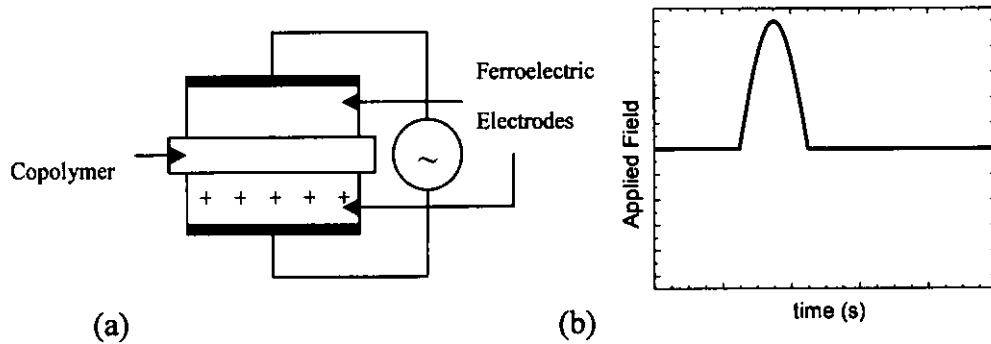 Ferroelectric
Electrodes
Copolymer
~
+ + + + +
(a)
Applied Field
time (s)
(b)